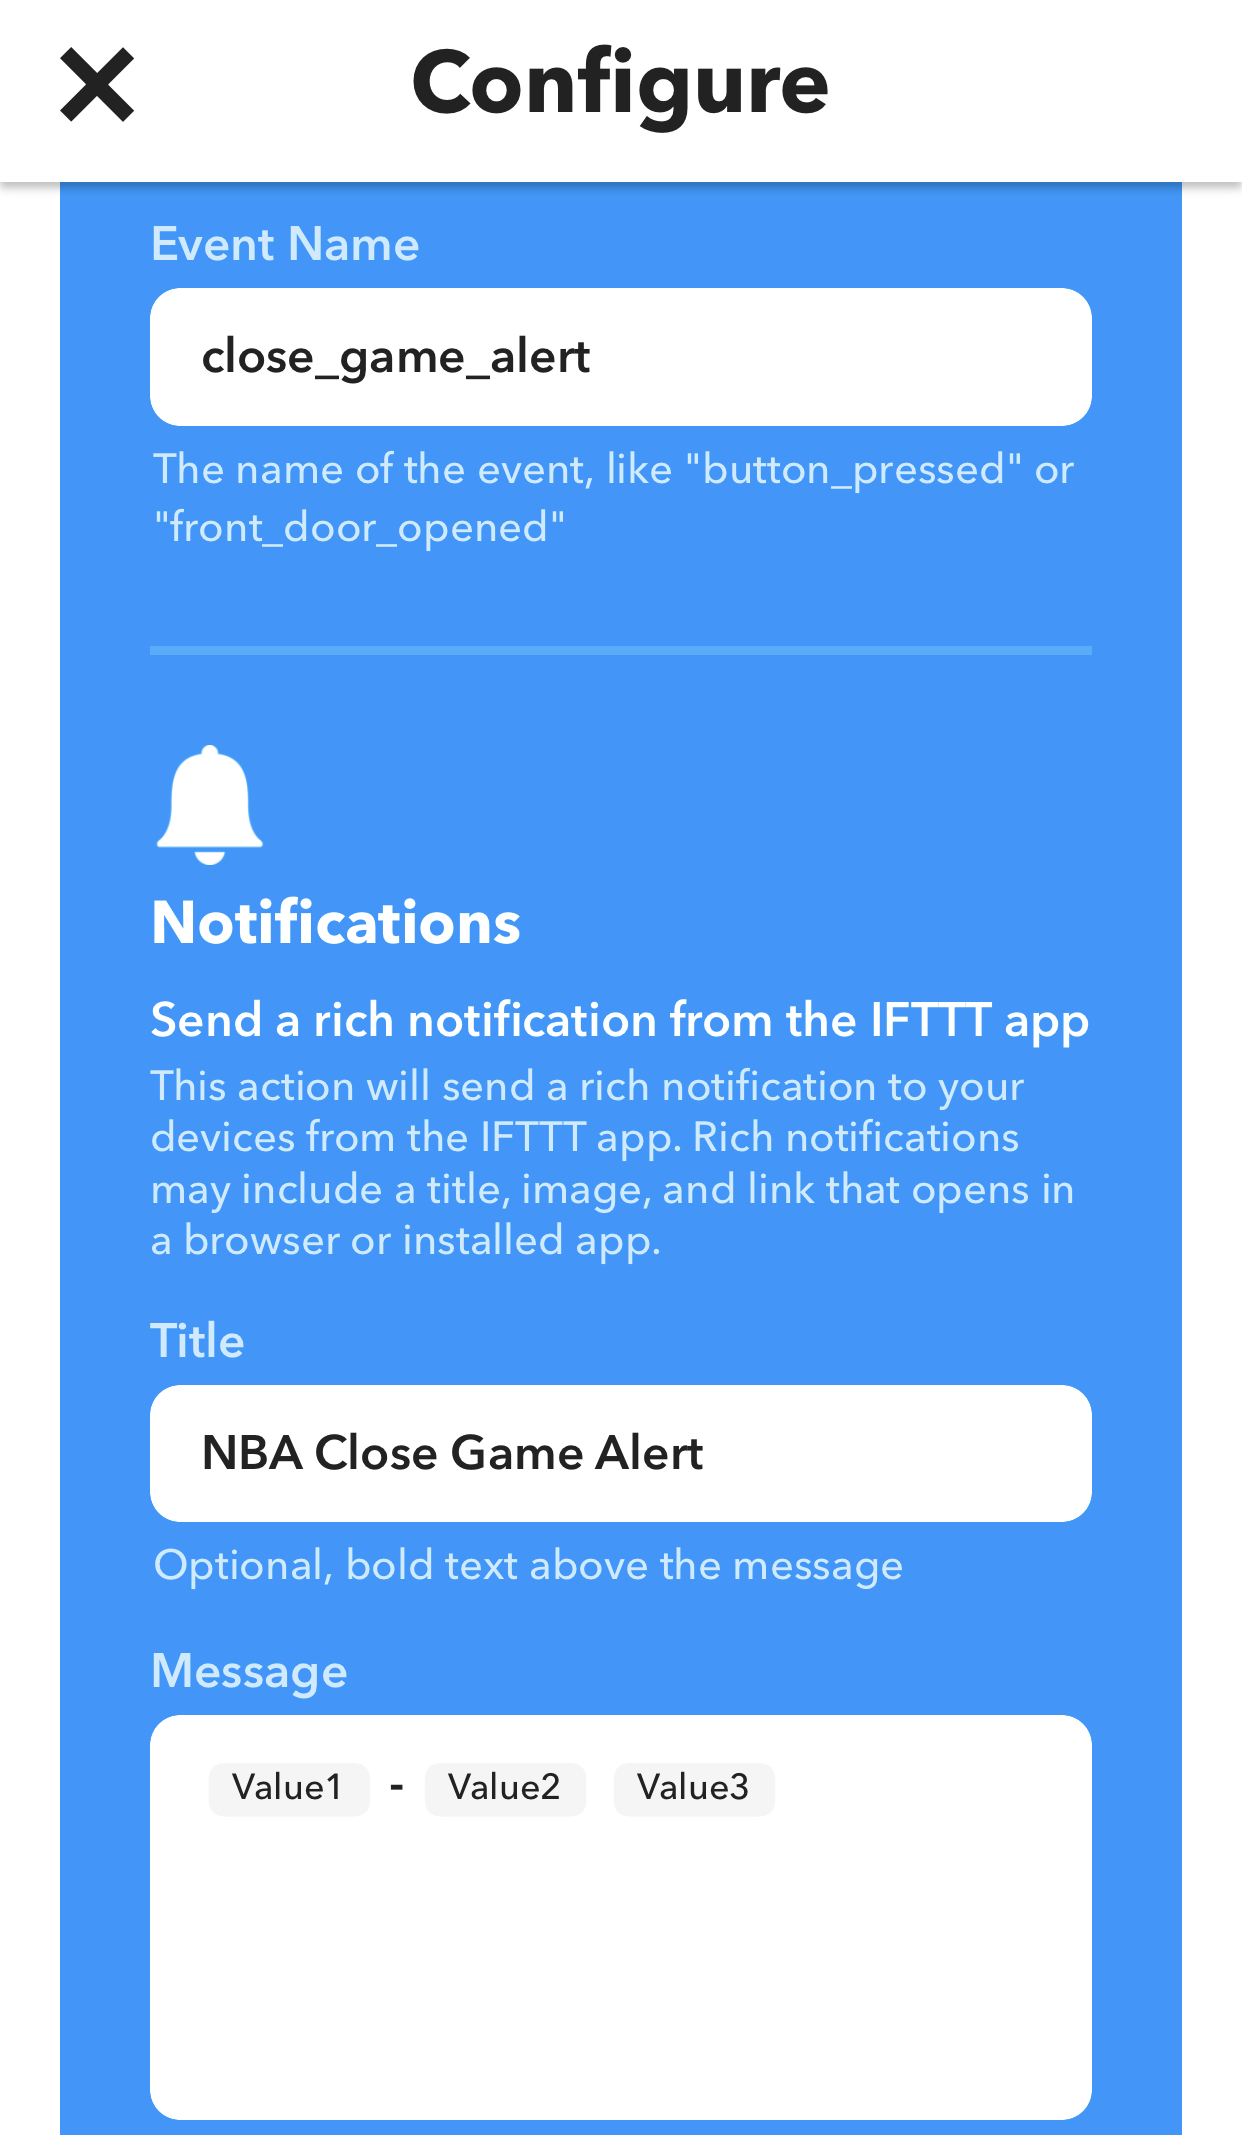 Configure
Event Name
close_game_alert
The name of the event, like "button_pressed" or
"front_door_opened"
Notifications
Send a rich notification from the IFTTT app
This action will send a rich notification to your
devices from the IFTTT app. Rich notifications
may include a title, image, and link that opens in
a browser or installed app.
Title
NBA Close Game Alert
Optional, bold text above the message
Message
Value1 - Value2 Value3